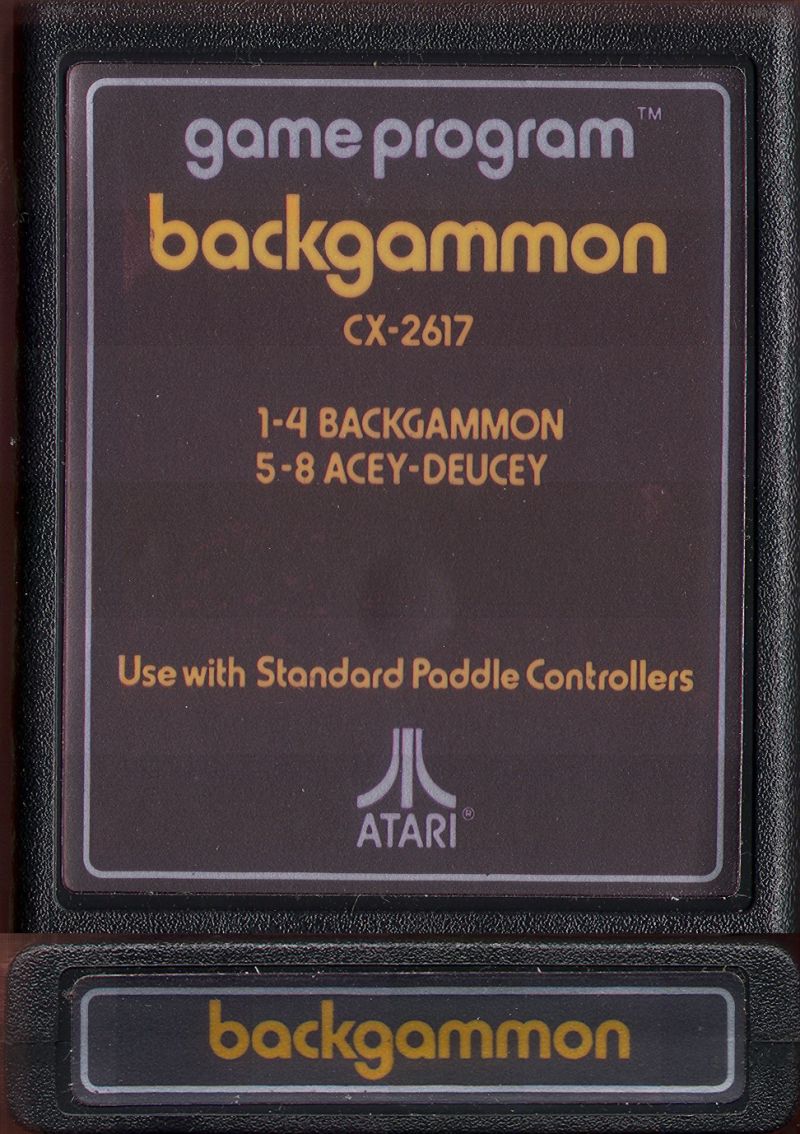 game program™
backgammon
CX-2617
1-4 BACKGAMMON
5-8 ACEY-DEUCEY
Use with Standard Paddle Controllers
ATARI®
backgammon